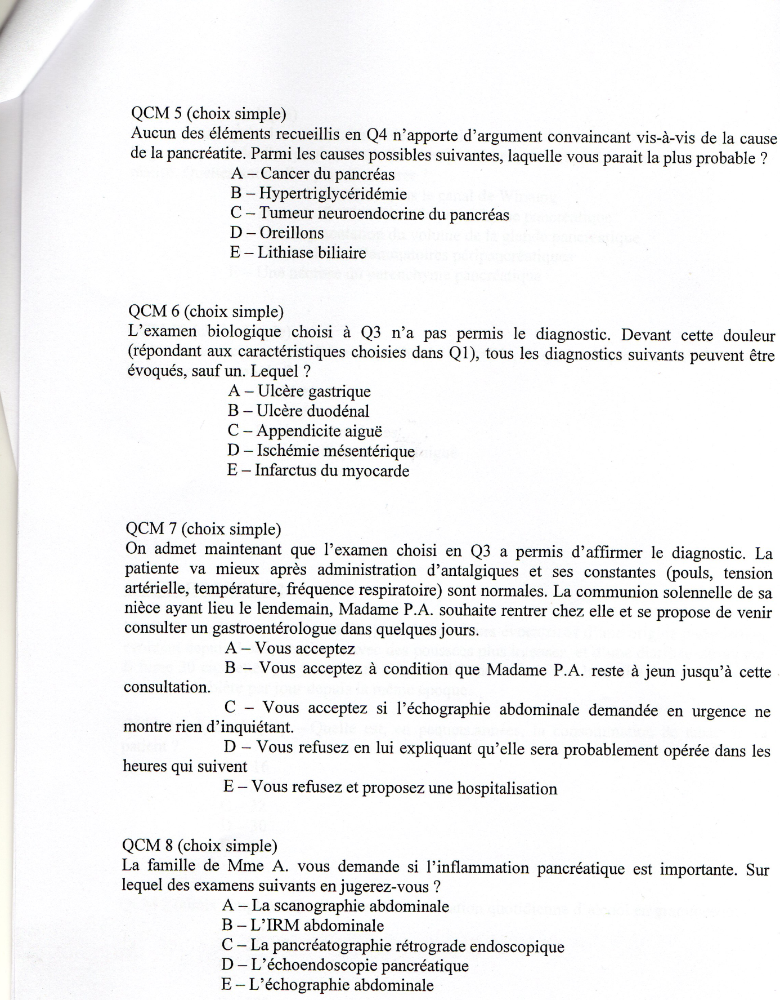 QCM 5 (choix simple)
Aucun des éléments recueillis en Q4 n'apporte d'argument convaincant vis-à-vis de la cause
de la pancréatite. Parmi les causes possibles suivantes, laquelle vous parait la plus probable ?
A – Cancer du pancréas
B – Hypertriglycéridémie
C – Tumeur neuroendocrine du pancréas
D – Oreillons
E – Lithiase biliaire
QCM 6 (choix simple)
L'examen biologique choisi à Q3 n'a pas permis le diagnostic. Devant cette douleur
(répondant aux caractéristiques choisies dans Q1), tous les diagnostics suivants peuvent être
évoqués, sauf un. Lequel ?
A – Ulcère gastrique
B – Ulcère duodénal
C – Appendicite aiguë
D – Ischémie mésentérique
E – Infarctus du myocarde
QCM 7 (choix simple)
On admet maintenant que l'examen choisi en Q3 a permis d'affirmer le diagnostic. La
patiente va mieux après administration d'antalgiques et ses constantes (pouls, tension
artérielle, température, fréquence respiratoire) sont normales. La communion solennelle de sa
nièce ayant lieu le lendemain, Madame P.A. souhaite rentrer chez elle et se propose de venir
consulter un gastroentérologue dans quelques jours.
A – Vous acceptez
B – Vous acceptez à condition que Madame P.A. reste à jeun jusqu'à cette
consultation.
C – Vous acceptez si l'échographie abdominale demandée en urgence ne
montre rien d'inquiétant.
D – Vous refusez en lui expliquant qu'elle sera probablement opérée dans les
heures qui suivent
E – Vous refusez et proposez une hospitalisation
QCM 8 (choix simple)
La famille de Mme A. vous demande si l'inflammation pancréatique est importante. Sur
lequel des examens suivants en jugerez-vous ?
A – La scanographie abdominale
B – L'IRM abdominale
C – La pancréatographie rétrograde endoscopique
D – L'échoendoscopie pancréatique
E – L'échographie abdominale